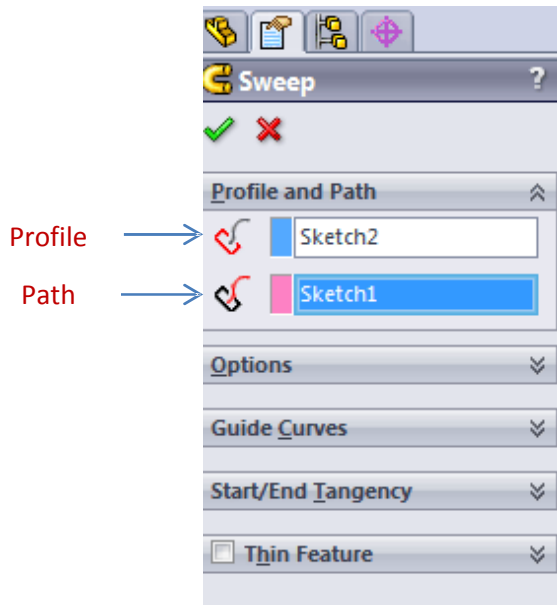 Sweep ?
Profile and Path
Profile Sketch2
Path Sketch1
Options
Guide Curves
Start/End Tangency
Thin Feature